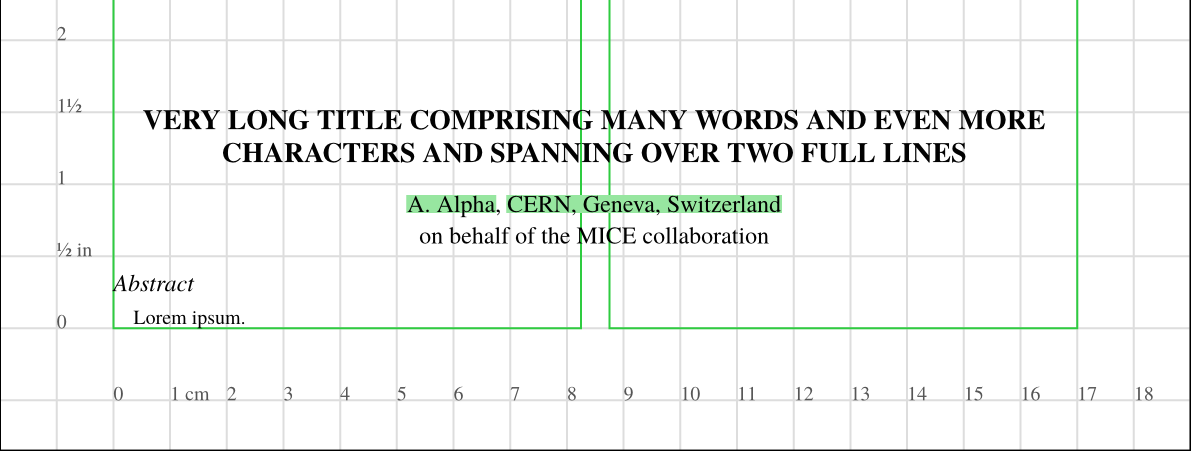 2
1½
VERY LONG TITLE COMPRISING MANY WORDS AND EVEN MORE
CHARACTERS AND SPANNING OVER TWO FULL LINES
1
A. Alpha, CERN, Geneva, Switzerland
on behalf of the MICE collaboration
½ in
Abstract
Lorem ipsum.
0
0 1 cm 2 3 4 5 6 7 8 9 10 11 12 13 14 15 16 17 18